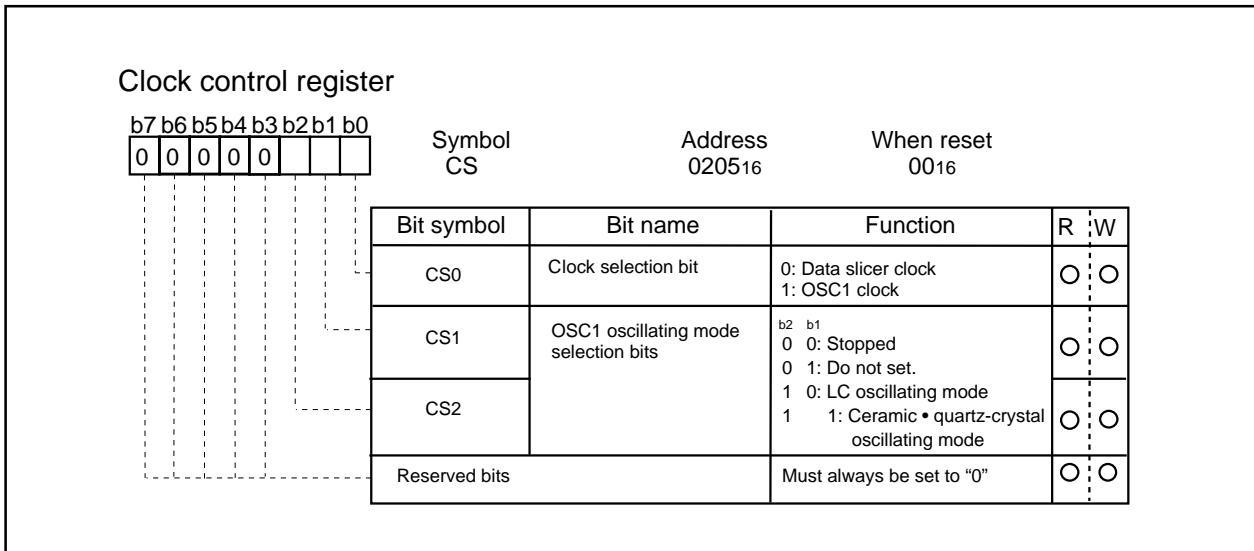 Clock control register
b7 b6 b5 b4 b3 b2 b1 b0
0 0 0 0 0
Symbol Address When reset
CS 020516 0016
Bit symbol Bit name Function R W
CS0 Clock selection bit 0: Data slicer clock
1: OSC1 clock
CS1 OSC1 oscillating mode
selection bits
b2 b1
0 0: Stopped
0 1: Do not set.
1 0: LC oscillating mode
CS2 1 1: Ceramic • quartz-crystal
oscillating mode
Reserved bits Must always be set to “0”